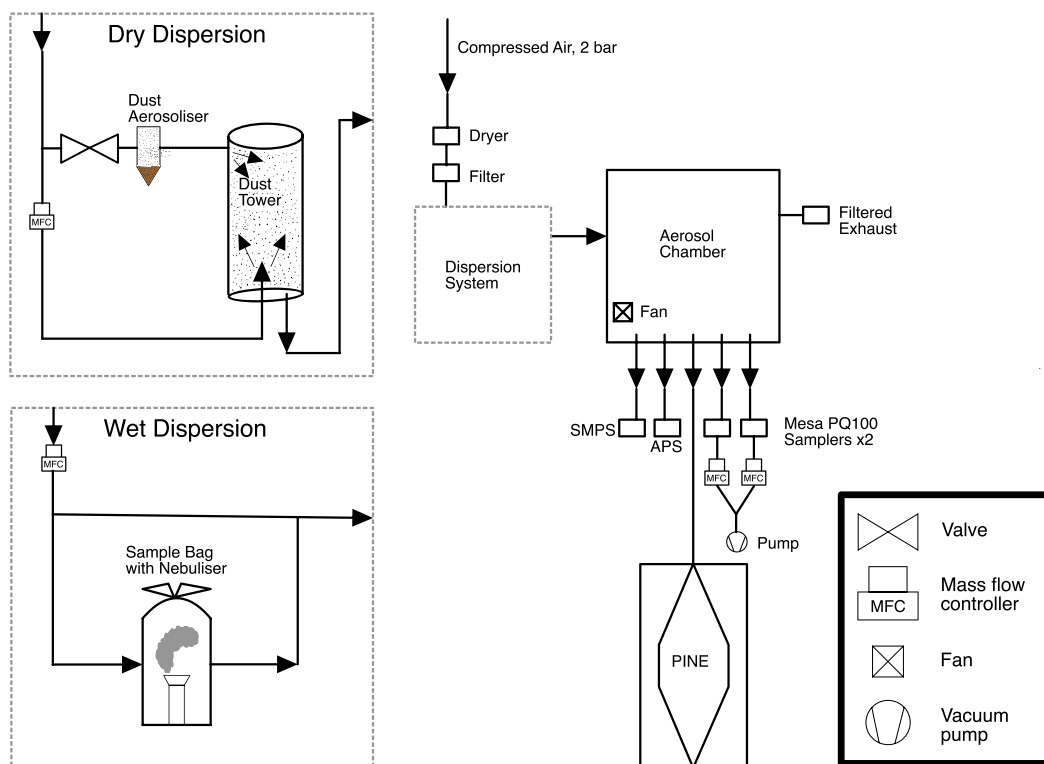 Dry Dispersion
Dust
Aerosoliser
Dust
Tower
MFC
Wet Dispersion
MFC
Sample Bag
with Nebuliser
Compressed Air, 2 bar
Dryer
Filter
Dispersion
System
Aerosol
Chamber
Filtered
Exhaust
Fan
SMPS
APS
Mesa PQ100
Samplers x2
MFC
MFC
Pump
PINE
Valve
MFC
Mass flow
controller
Fan
Vacuum
pump